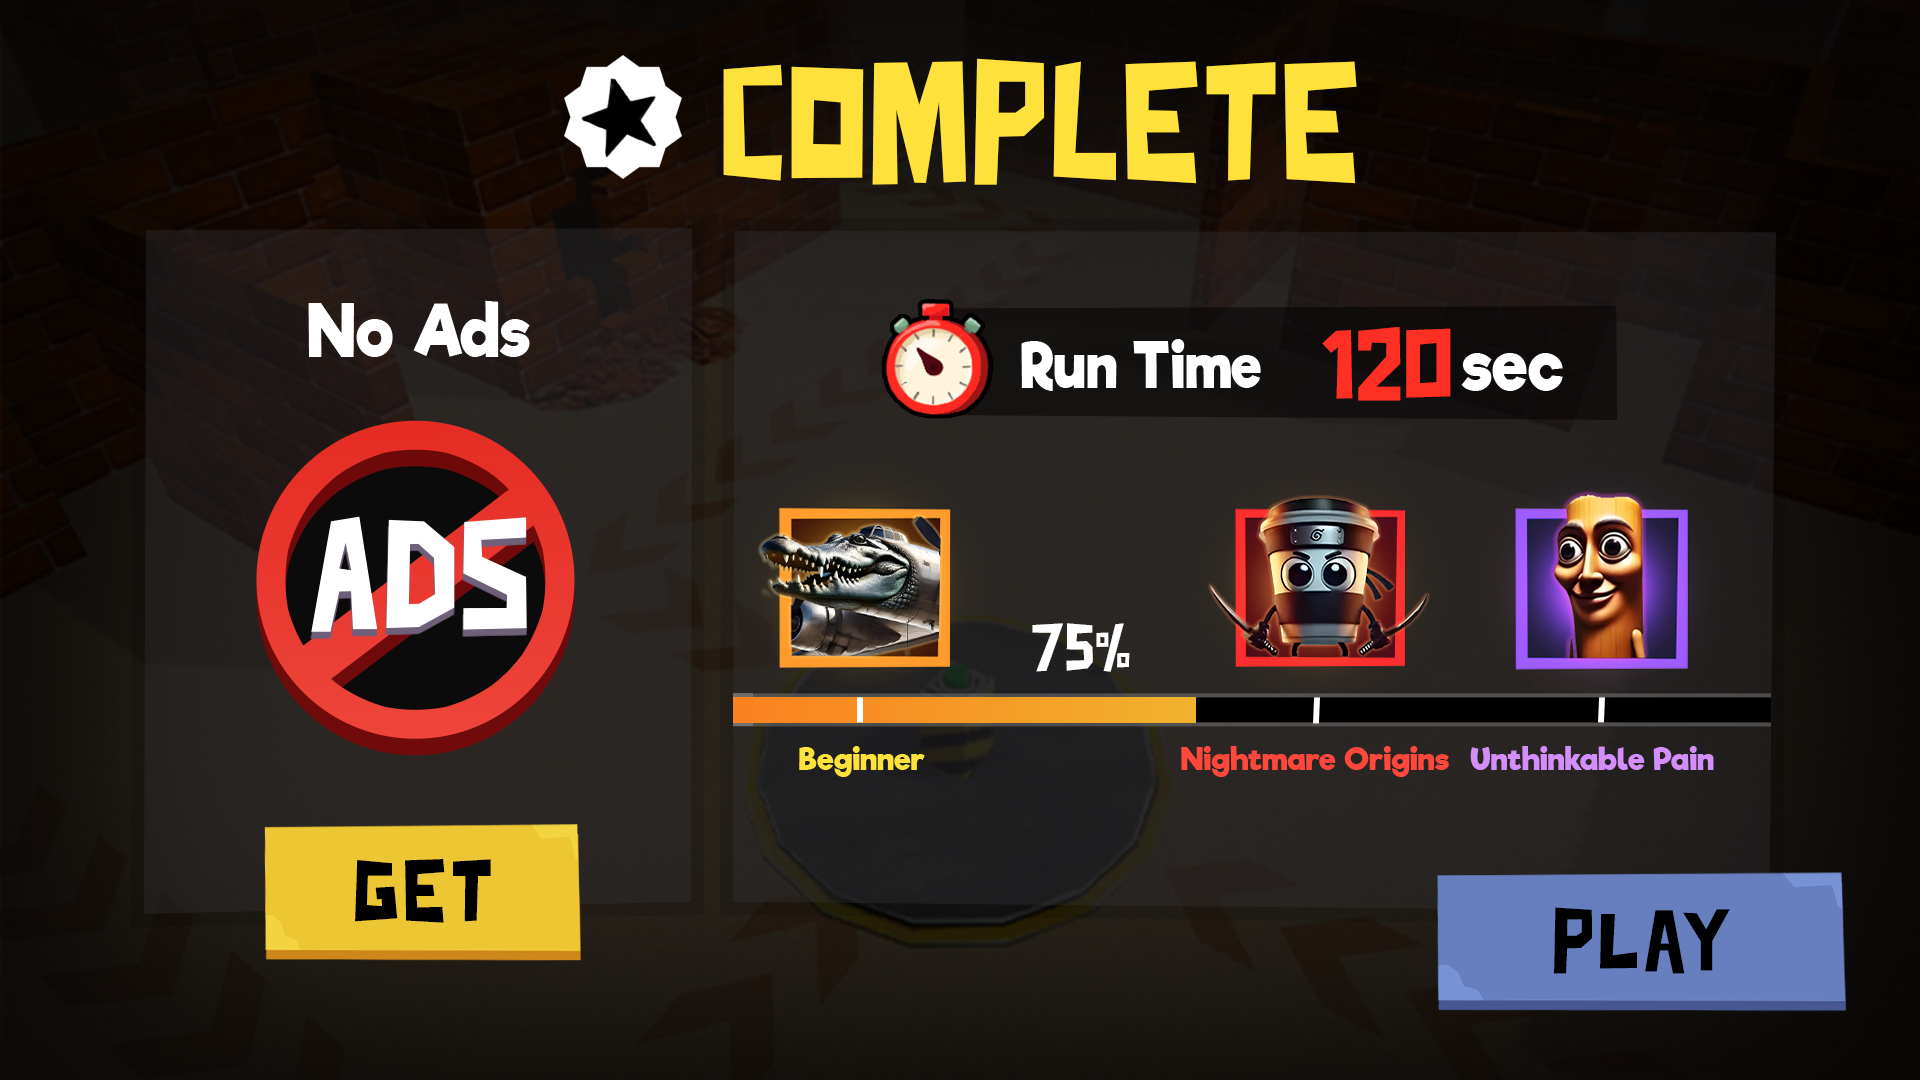 COMPLETE
No Ads
ADS
GET
Run Time 120 sec
75%
Beginner
Nightmare Origins
Unthinkable Pain
PLAY